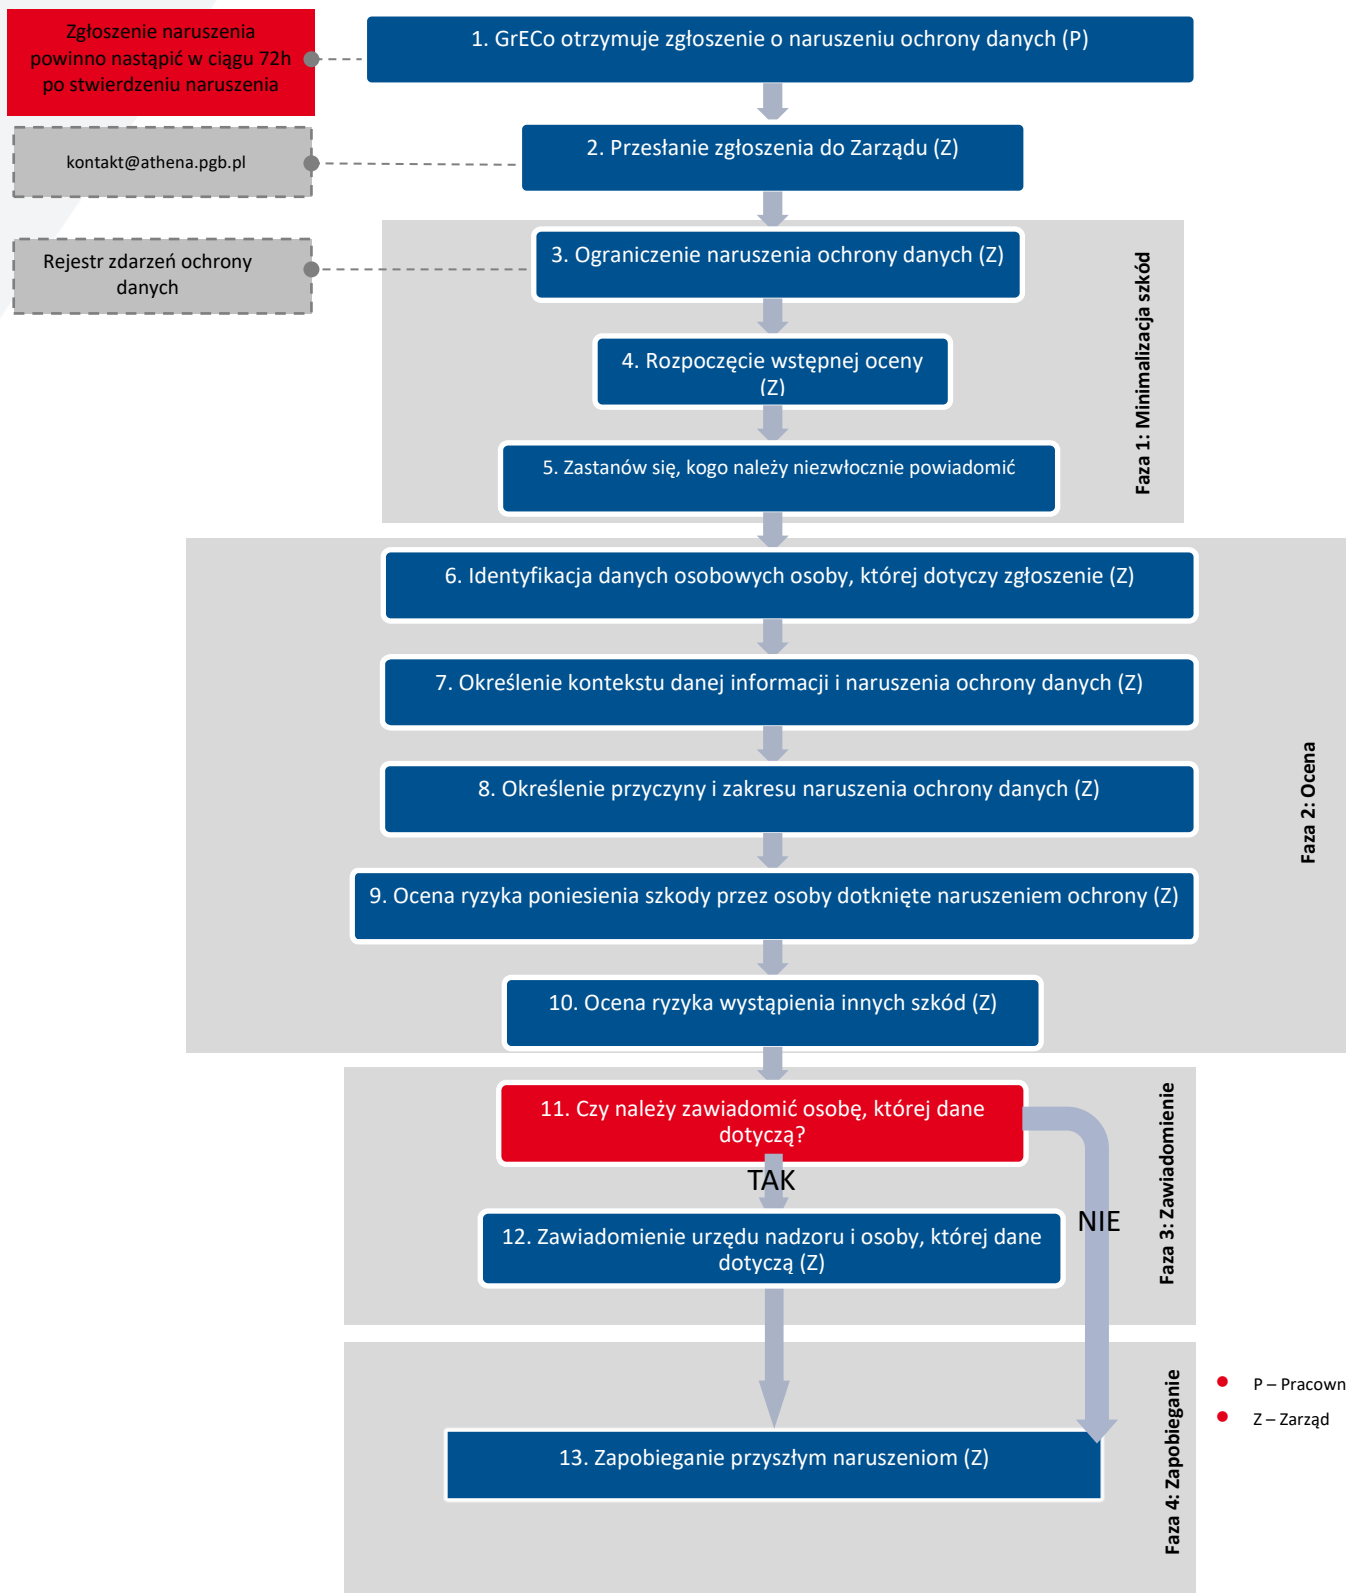 Zgłoszenie naruszenia
powinno nastąpić w ciągu 72h
po stwierdzeniu naruszenia
1. GrECo otrzymuje zgłoszenie o naruszeniu ochrony danych (P)
kontakt@athena.pgb.pl
2. Przesłanie zgłoszenia do Zarządu (Z)
Rejestr zdarzeń ochrony
danych
3. Ograniczenie naruszenia ochrony danych (Z)
4. Rozpoczęcie wstępnej oceny
(Z)
5. Zastanów się, kogo należy niezwłocznie powiadomić
Faza 1: Minimalizacja szkód
6. Identyfikacja danych osobowych osoby, której dotyczy zgłoszenie (Z)
7. Określenie kontekstu danej informacji i naruszenia ochrony danych (Z)
8. Określenie przyczyny i zakresu naruszenia ochrony danych (Z)
9. Ocena ryzyka poniesienia szkody przez osoby dotknięte naruszeniem ochrony (Z)
10. Ocena ryzyka wystąpienia innych szkód (Z)
Faza 2: Ocena
11. Czy należy zawiadomić osobę, której dane
dotyczą?
TAK
NIE
12. Zawiadomienie urzędu nadzoru i osoby, której dane
dotyczą (Z)
Faza 3: Zawiadomienie
13. Zapobieganie przyszłym naruszeniom (Z)
Faza 4: Zapobieganie
P – Pracown
Z – Zarząd